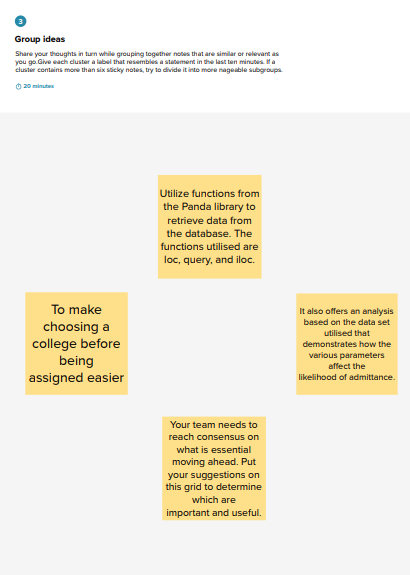 3
Group ideas
Share your thoughts in turn while grouping together notes that are similar or relevant as
you go.Give each cluster a label that resembles a statement in the last ten minutes. If a
cluster contains more than six sticky notes, try to divide it into more nageable subgroups.
20 minutes
Utilize functions from
the Panda library to
retrieve data from
the database. The
functions utilised are
loc, query, and iloc.
To make
choosing a
college before
being
assigned easier
It also offers an analysis
based on the data set
utilised that
demonstrates how the
various parameters
affect the
likelihood of admittance.
Your team needs to
reach consensus on
what is essential
moving ahead. Put
your suggestions on
this grid to determine
which are
important and useful.